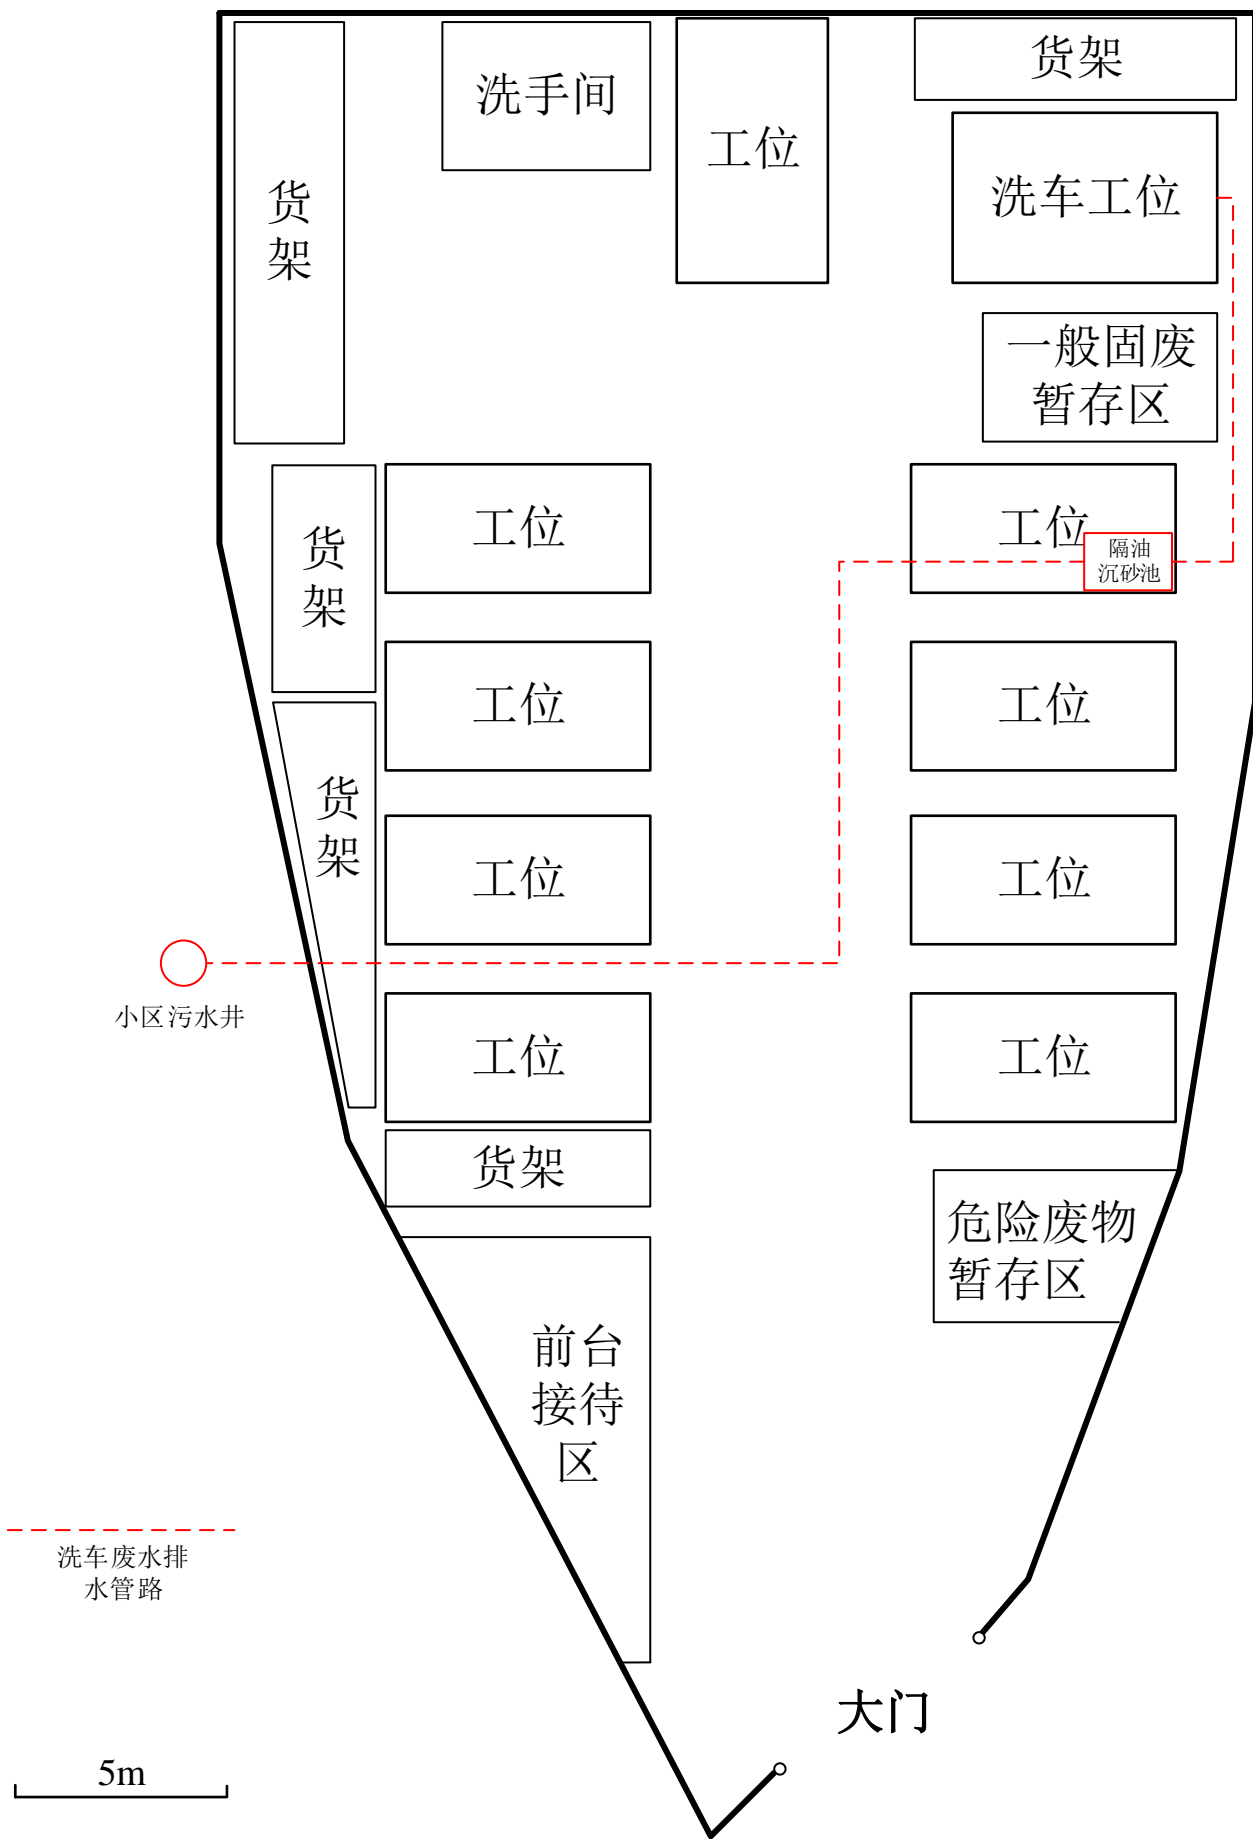 货架
洗手间
工位
洗车工位
货
架
一般固废
暂存区
工位
工位
隔油
沉砂池
货
架
工位
工位
货
架
工位
工位
小区污水井
工位
工位
货架
危险废物
暂存区
前台
接待
区
洗车废水排
水管路
大门
5m